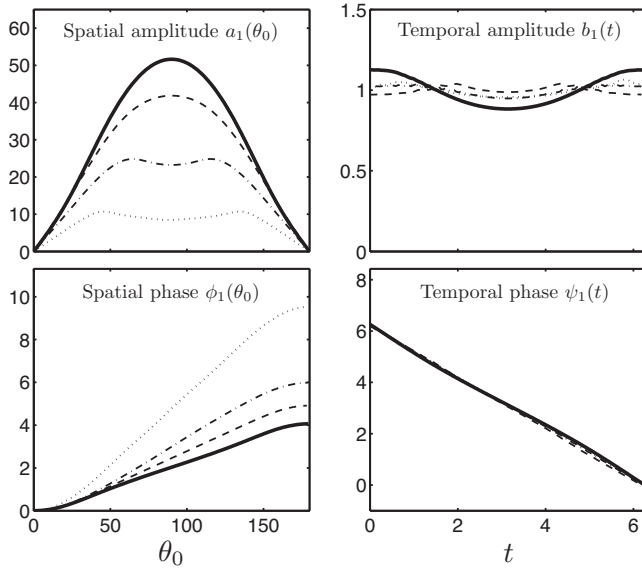 Spatial amplitude a₁(θ₀)
60
50
40
30
20
10
0
Temporal amplitude b₁(t)
1.5
1
0.5
0
Spatial phase ϕ₁(θ₀)
10
8
6
4
2
0
0 50 100 150
θ₀
Temporal phase ψ₁(t)
8
6
4
2
0
0 2 4 6
t